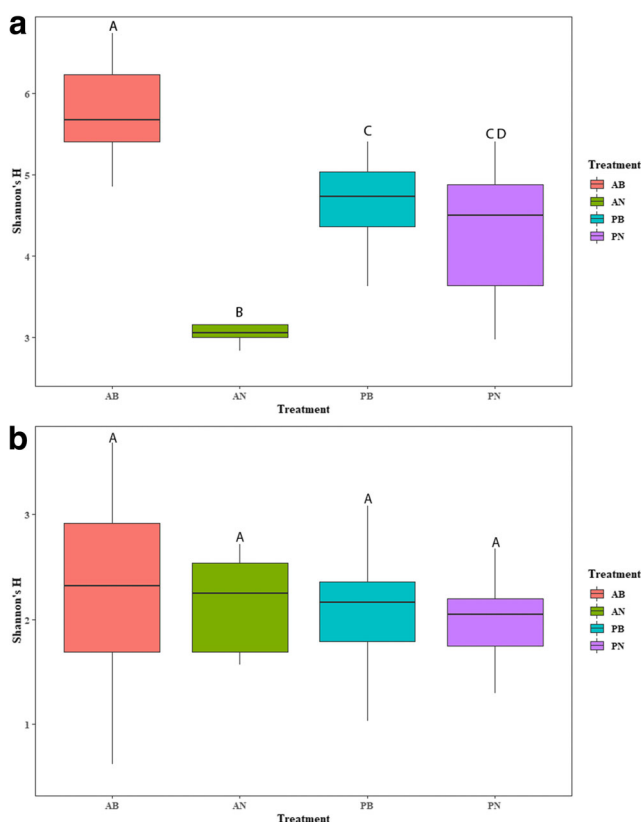 a
A
B
C
C D
6
5
4
3
Shannon's H
AB
AN
PB
PN
Treatment
Treatment
AB
AN
PB
PN
b
A
A
A
A
3
2
1
Shannon's H
AB
AN
PB
PN
Treatment
Treatment
AB
AN
PB
PN